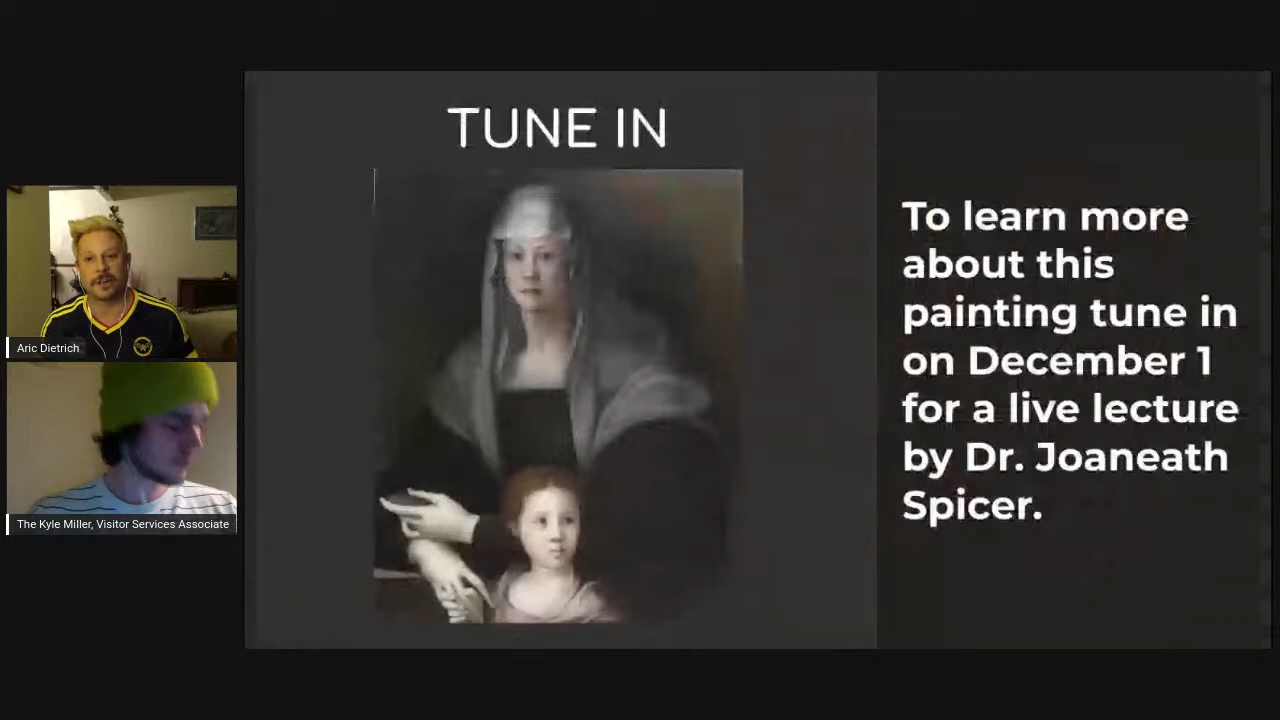 TUNE IN
To learn more
about this
painting tune in
on December 1
for a live lecture
by Dr. Joaneath
Spicer.
Aric Dietrich
The Kyle Miller, Visitor Services Associate